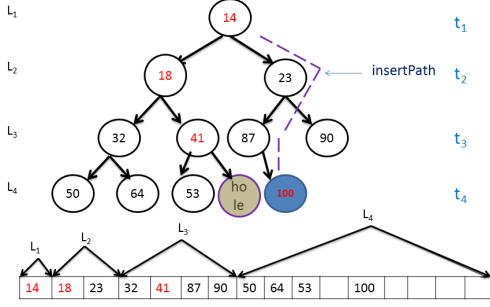 L1 14 t1
L2 18 23 insertPath t2
L3 32 41 87 90 t3
L4 50 64 53 ho 100 t4
le
L1 L2 L3 L4
14 18 23 32 41 87 90 50 64 53 100